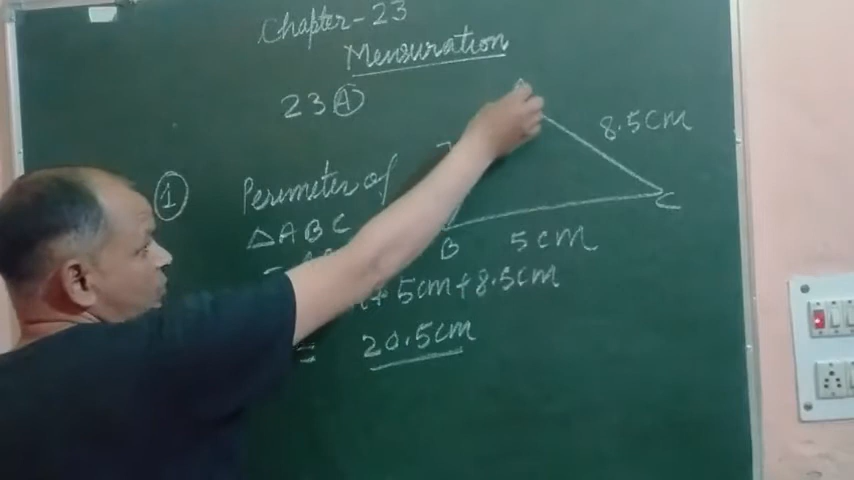 Chapter-23
Mensuration
23 A
8.5cm
1
Perimeter of
C
△ABC
B
5cm
+ 5cm + 8.5cm
= 20.5cm